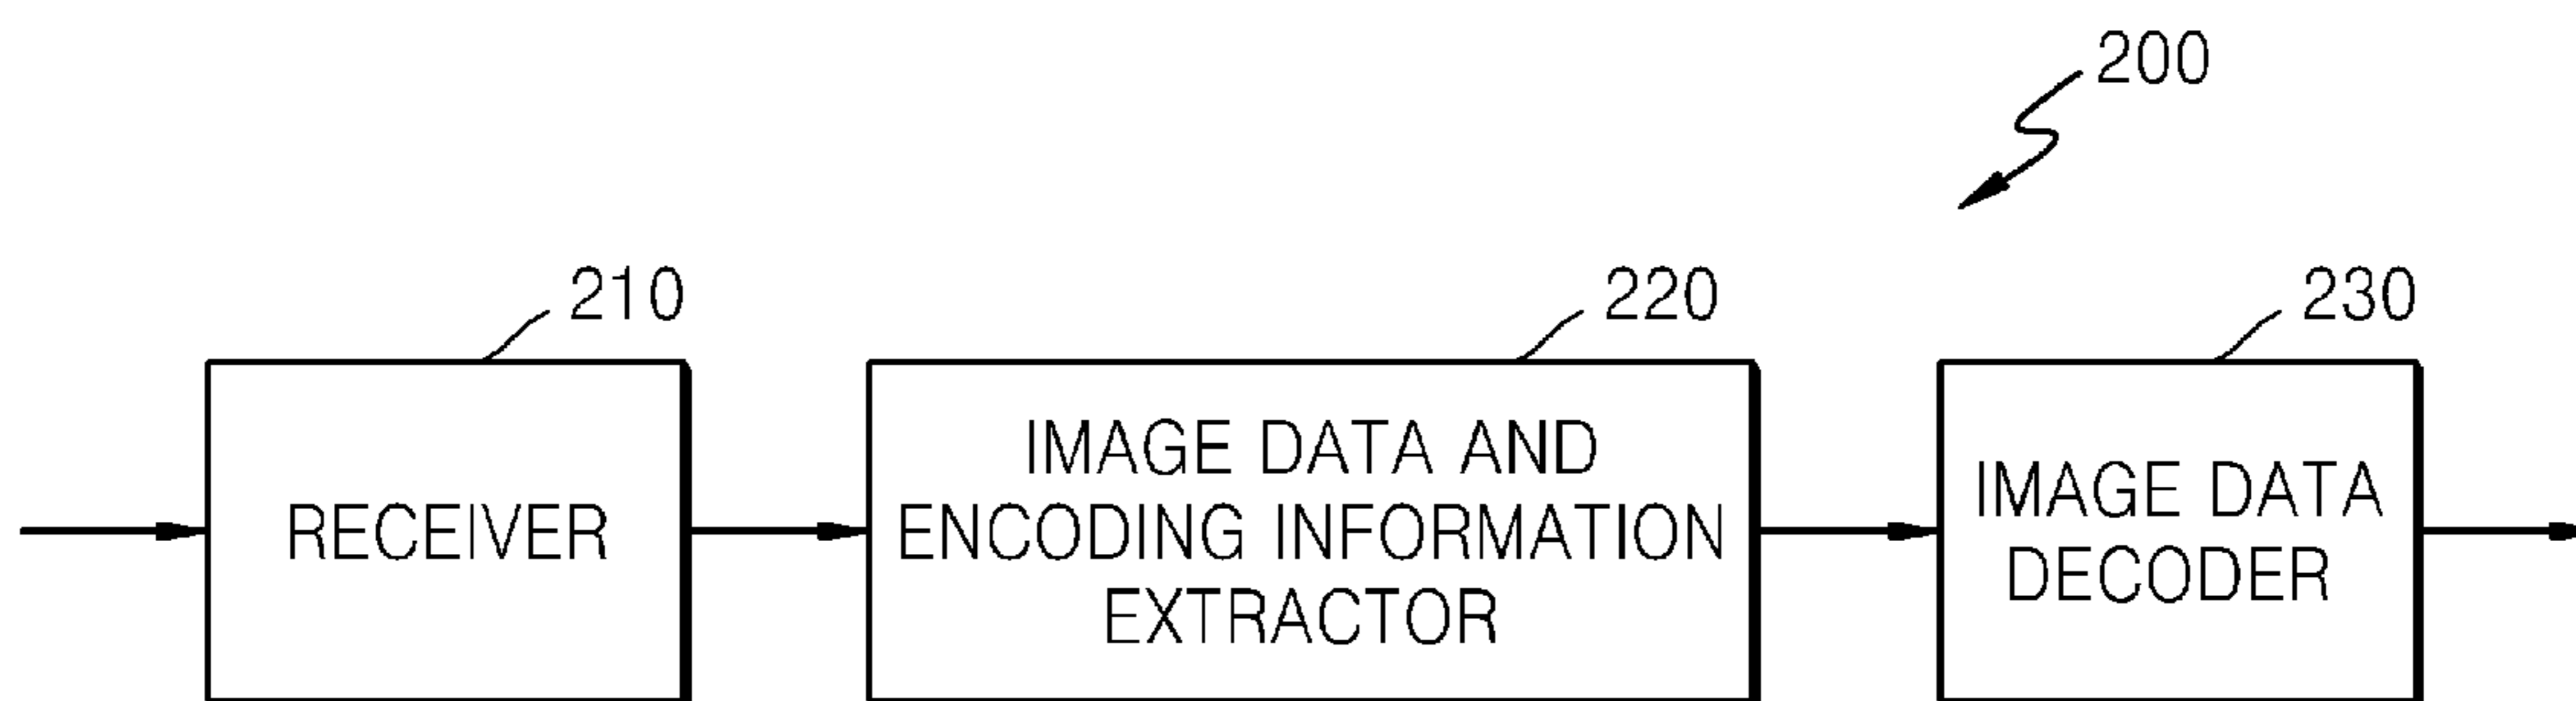 200
210
220
230
RECEIVER
IMAGE DATA AND
ENCODING INFORMATION
EXTRACTOR
IMAGE DATA
DECODER